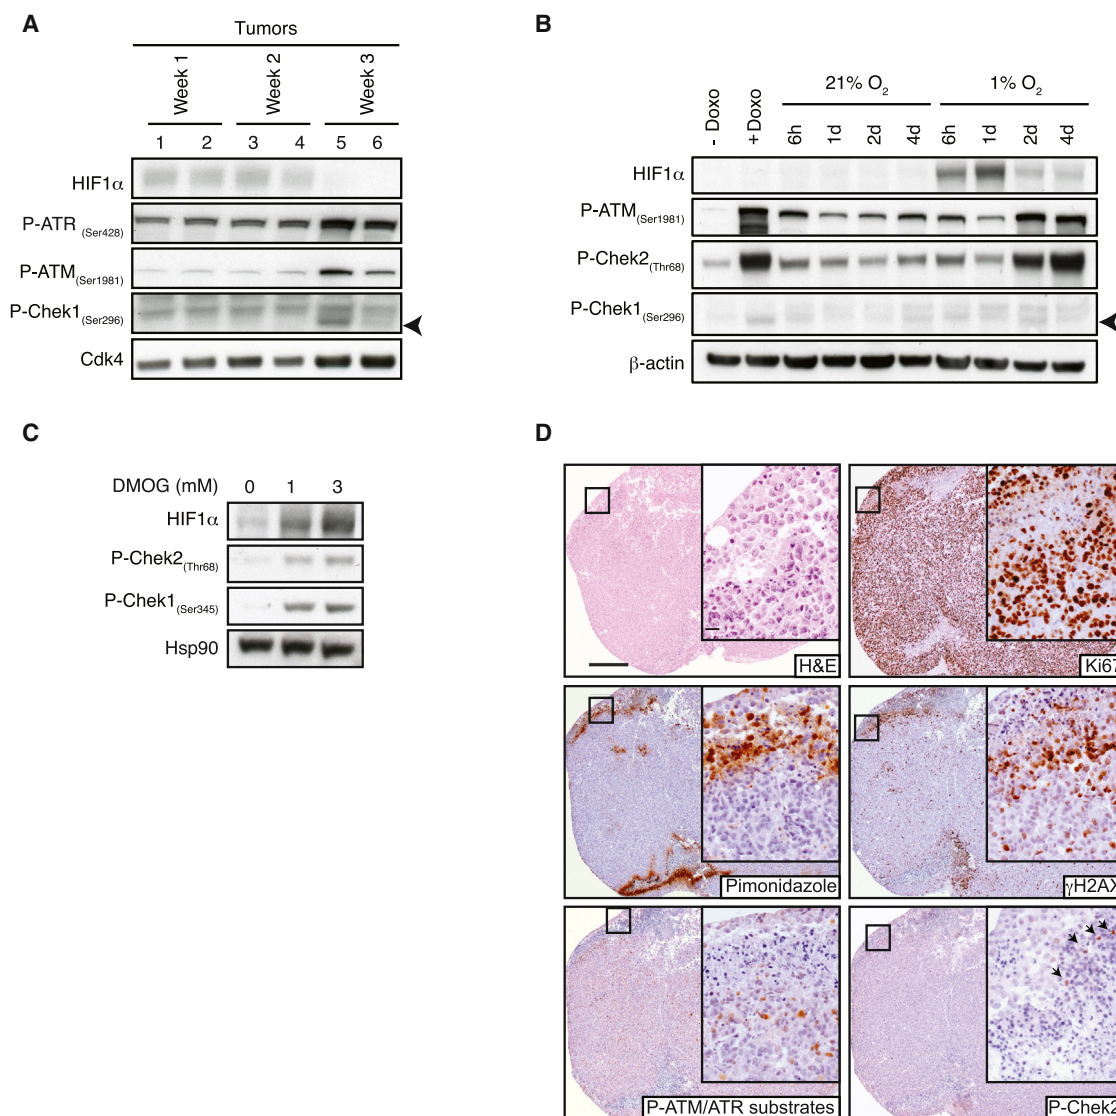 A
Tumors
Week 1
Week 2
Week 3
1 2 3 4 5 6
HIF1α
P-ATR (Ser428)
P-ATM(Ser1981)
P-Chek1(Ser296)
Cdk4
B
- Doxo
+Doxo
21% O2
1% O2
6h 1d 2d 4d 6h 1d 2d 4d
HIF1α
P-ATM(Ser1981)
P-Chek2(Thr68)
P-Chek1(Ser296)
β-actin
C
DMOG (mM) 0 1 3
HIF1α
P-Chek2(Thr68)
P-Chek1(Ser345)
Hsp90
D
H&E
Ki67
Pimonidazole
γH2AX
P-ATM/ATR substrates
P-Chek2